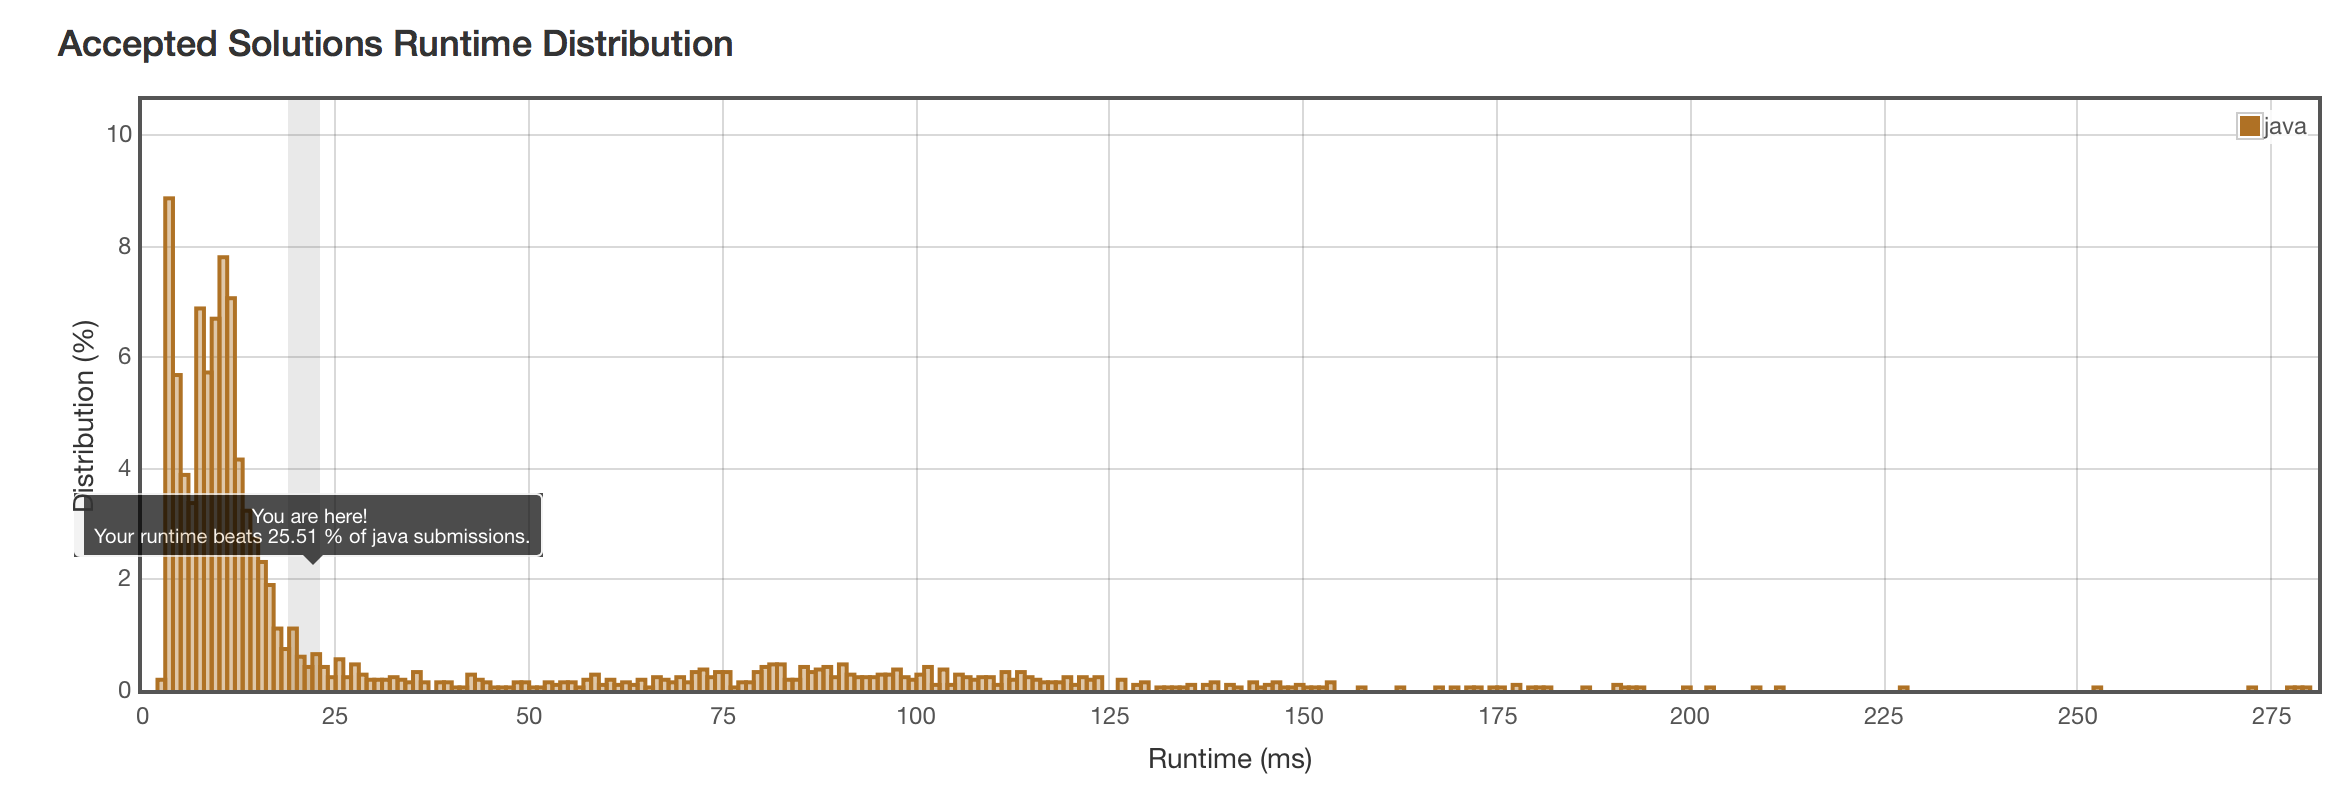 Accepted Solutions Runtime Distribution
java
Distribution (%)
10
8
6
4
2
0
You are here!
Your runtime beats 25.51 % of java submissions.
0 25 50 75 100 125 150 175 200 225 250 275
Runtime (ms)